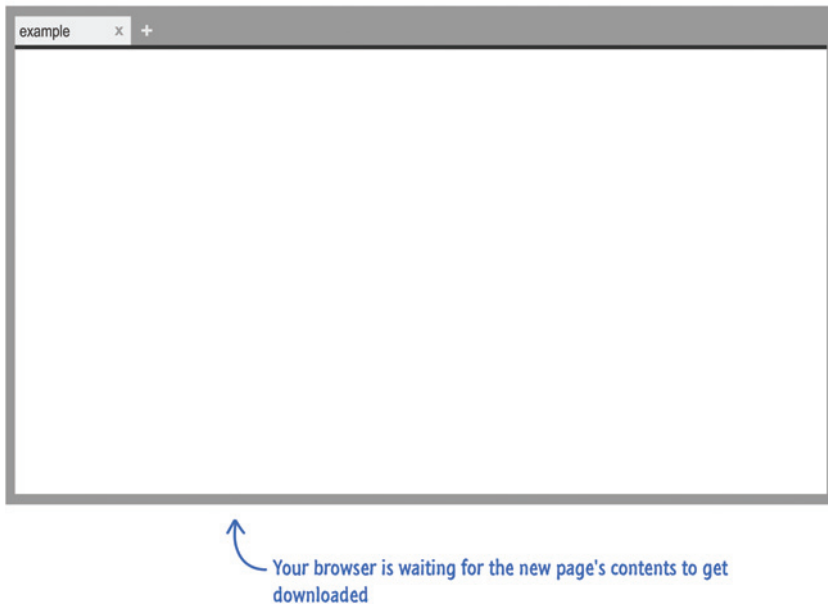 example x +
Your browser is waiting for the new page's contents to get
downloaded